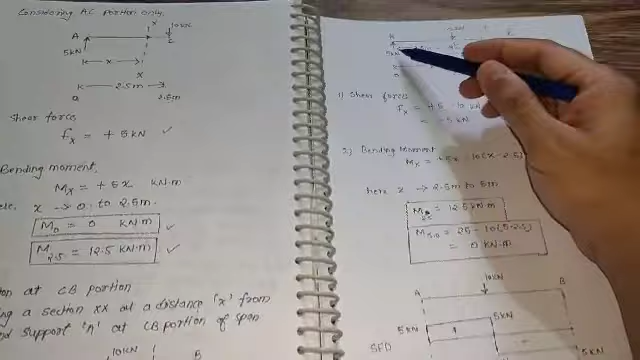 Considering AC portion only.
x
10kN
A
C
5kN
x
x
2.5m
0
2.5m
Shear force
Fx = + 5kN ✓
Bending moment,
Mx = +5x kN·m
x → 0 to 2.5m.
M0 = 0 kN·m ✓
M2.5 = 12.5 kN·m ✓
at CB portion
a section xx at a distance 'x' from
support 'A' at CB portion of span
10kN
B
A
5kN
1) Shear force
Fx = +5 - 10 kN
= -5 kN
2) Bending Moment
Mx = +5x - 10(x-2.5)
here x → 2.5m to 5m
M2.5 = 12.5 kN·m
M5.0 = 25 - 10(5-2.5)
= 0 kN·m
10kN
A
B
5kN
5kN
+
-
SFD